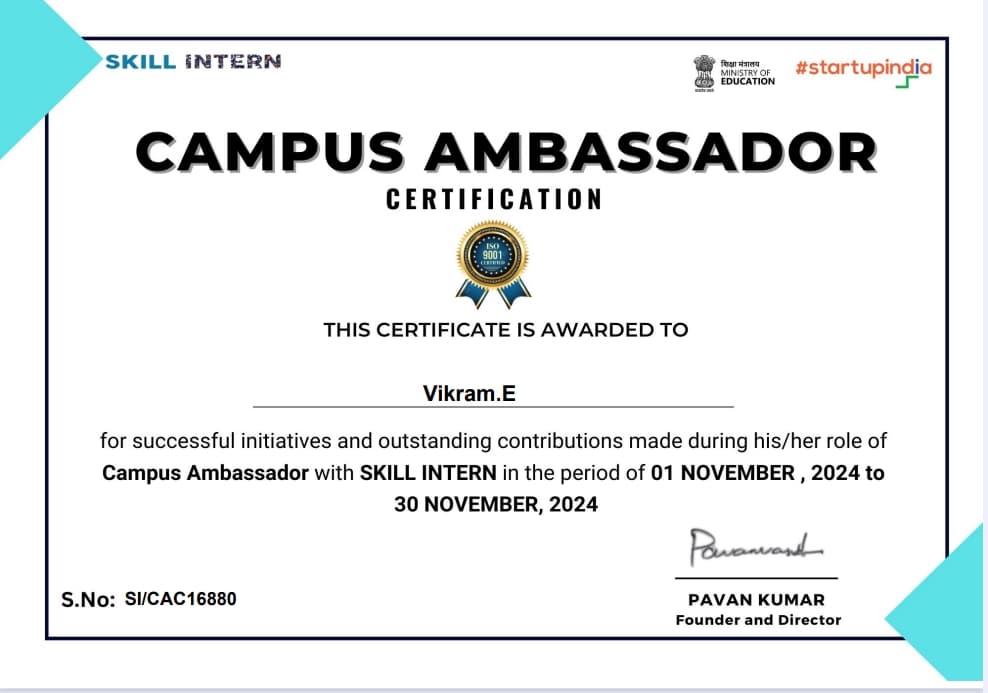 SKILL INTERN
शिक्षा मंत्रालय
MINISTRY OF
EDUCATION
#startupindia
CAMPUS AMBASSADOR
CERTIFICATION
ISO
9001
CERTIFIED
THIS CERTIFICATE IS AWARDED TO
Vikram.E
for successful initiatives and outstanding contributions made during his/her role of
Campus Ambassador with SKILL INTERN in the period of 01 NOVEMBER , 2024 to
30 NOVEMBER, 2024
S.No: SI/CAC16880
PAVAN KUMAR
Founder and Director